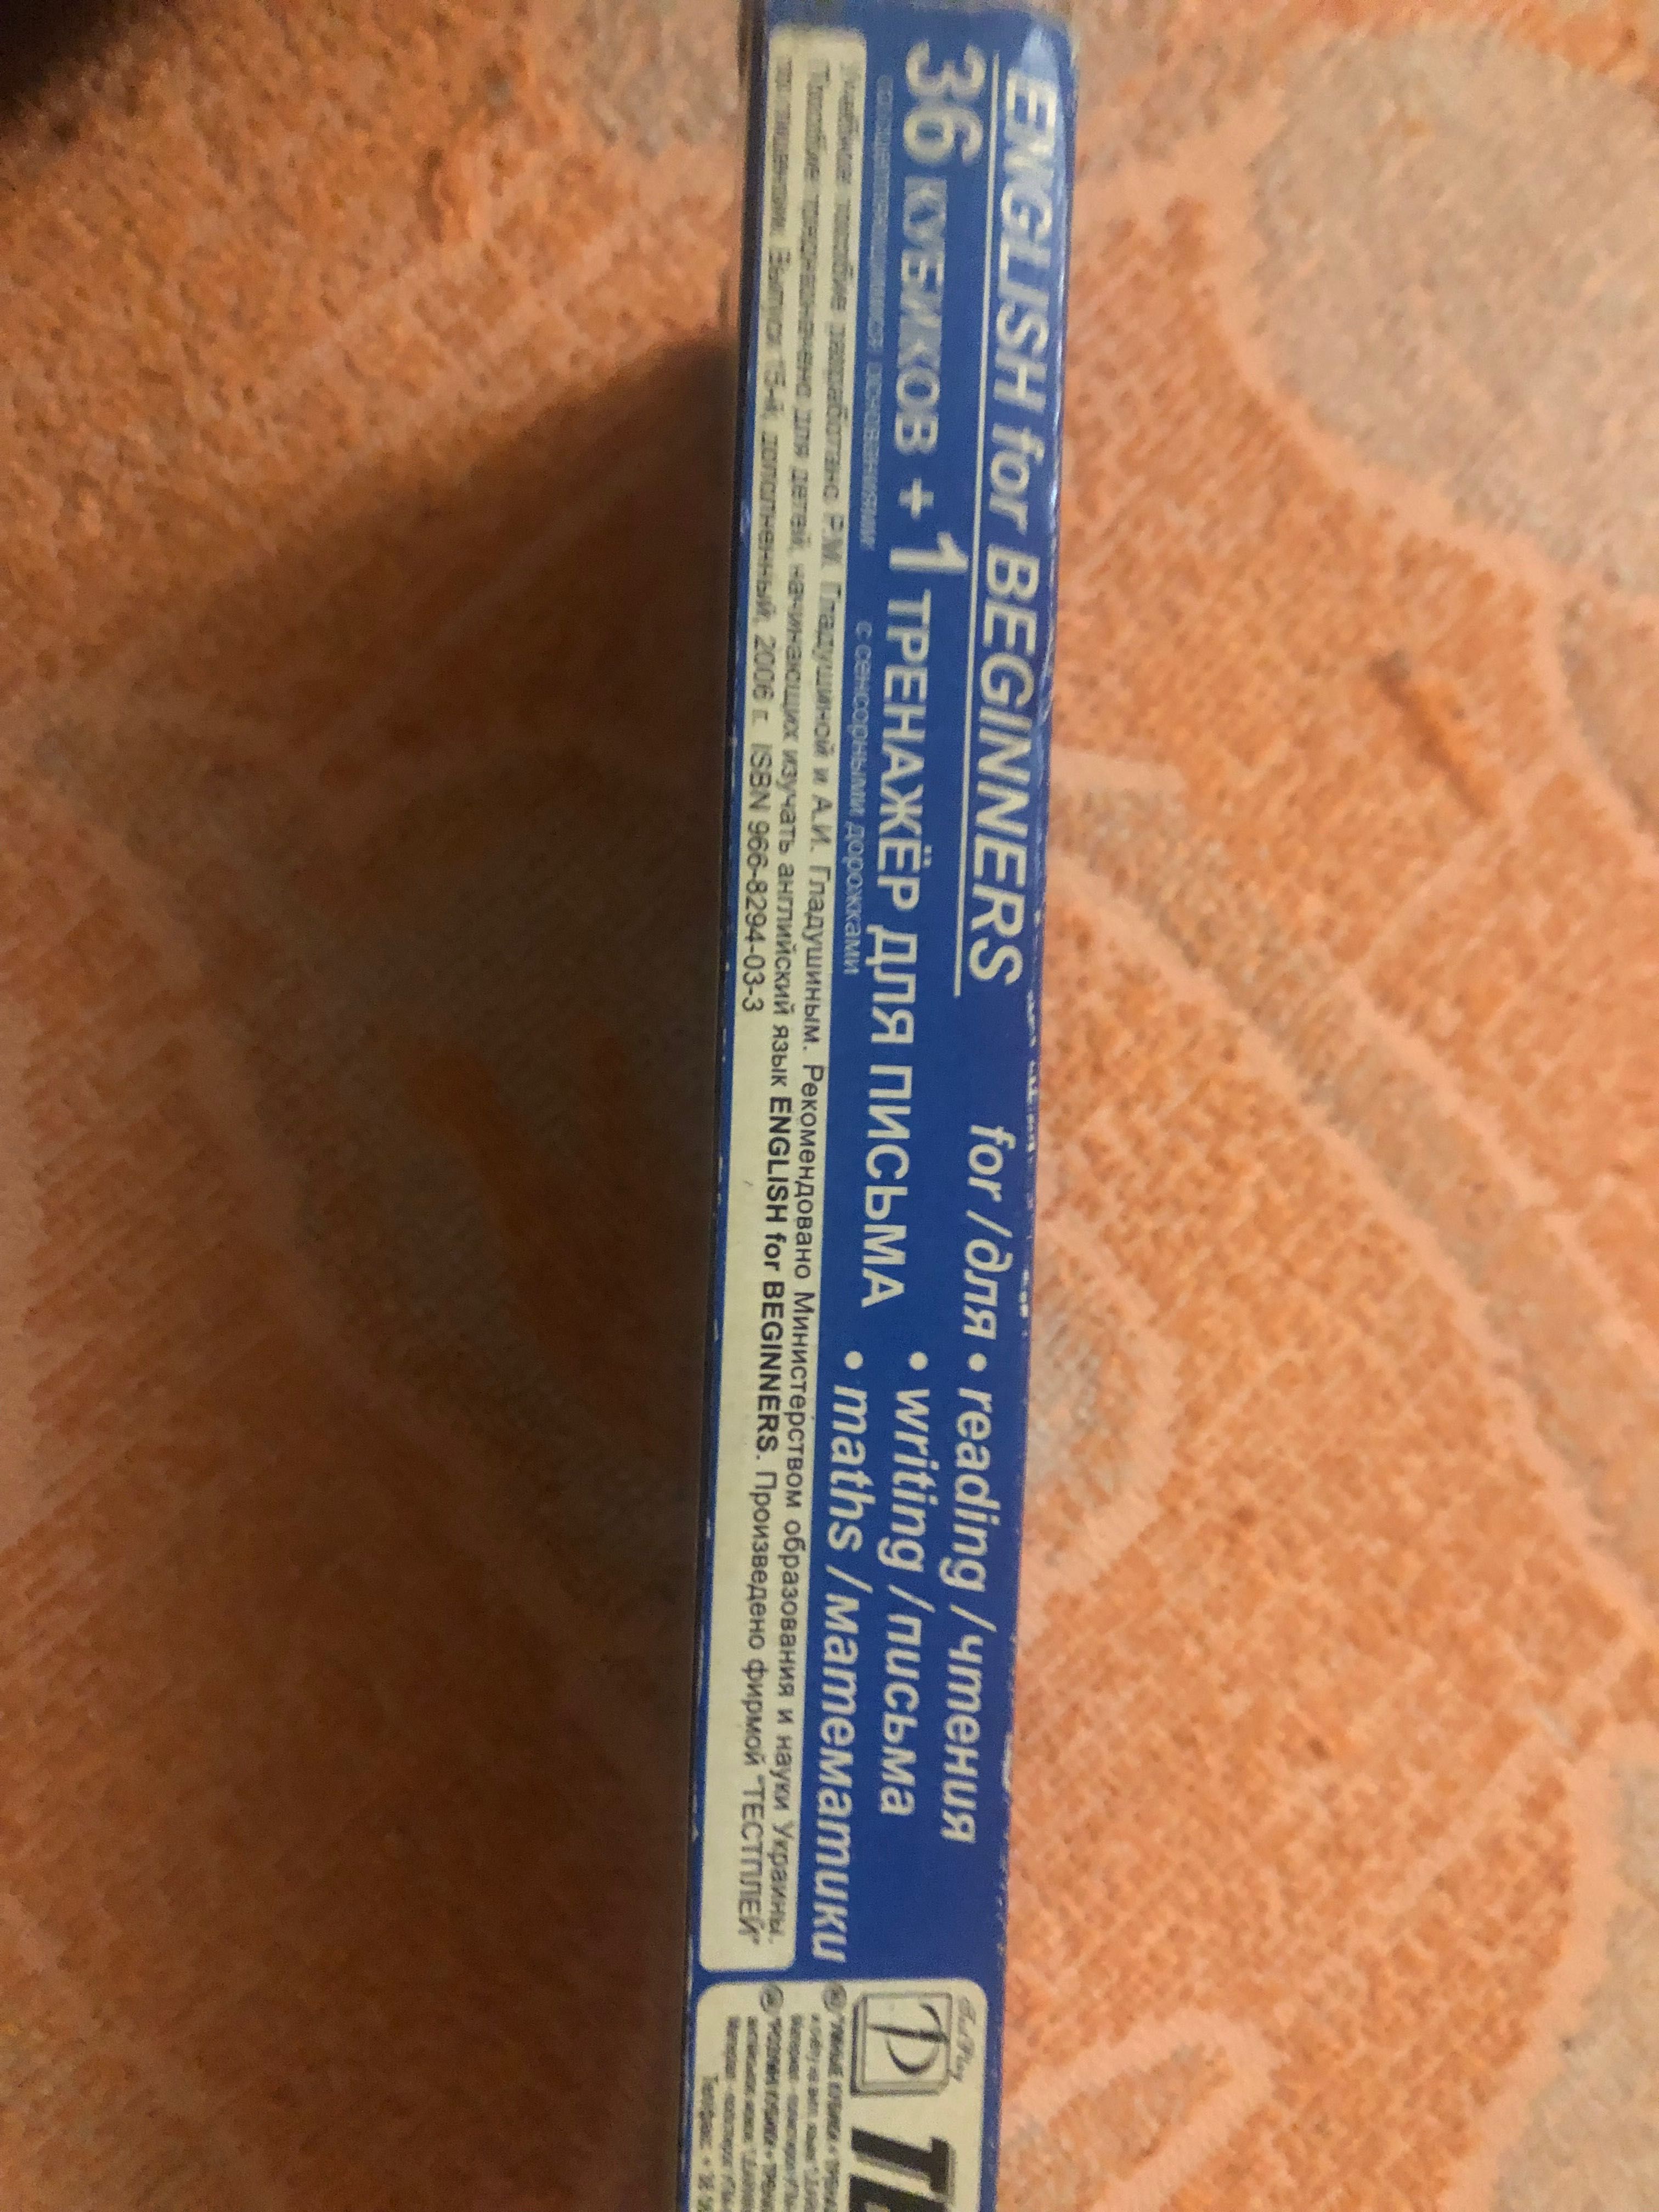 ENGLISH for BEGINNERS
for /для • reading /чтения
36 КУБИКОВ + 1 ТРЕНАЖЁР ДЛЯ ПИСЬМА
• writing /письма
с сенсорными дорожками
• maths /математики
Учебное пособие разработано Р.М. Гладушиной и А.И. Гладушиным. Рекомендовано Министерством образования и науки Украины.
Пособие предназначено для детей, начинающих изучать английский язык ENGLISH for BEGINNERS. Произведено фирмой "ТЕСТПЛЕЙ"
Выпуск 15-й, дополненный, 2006 г. ISBN 966-8294-03-3